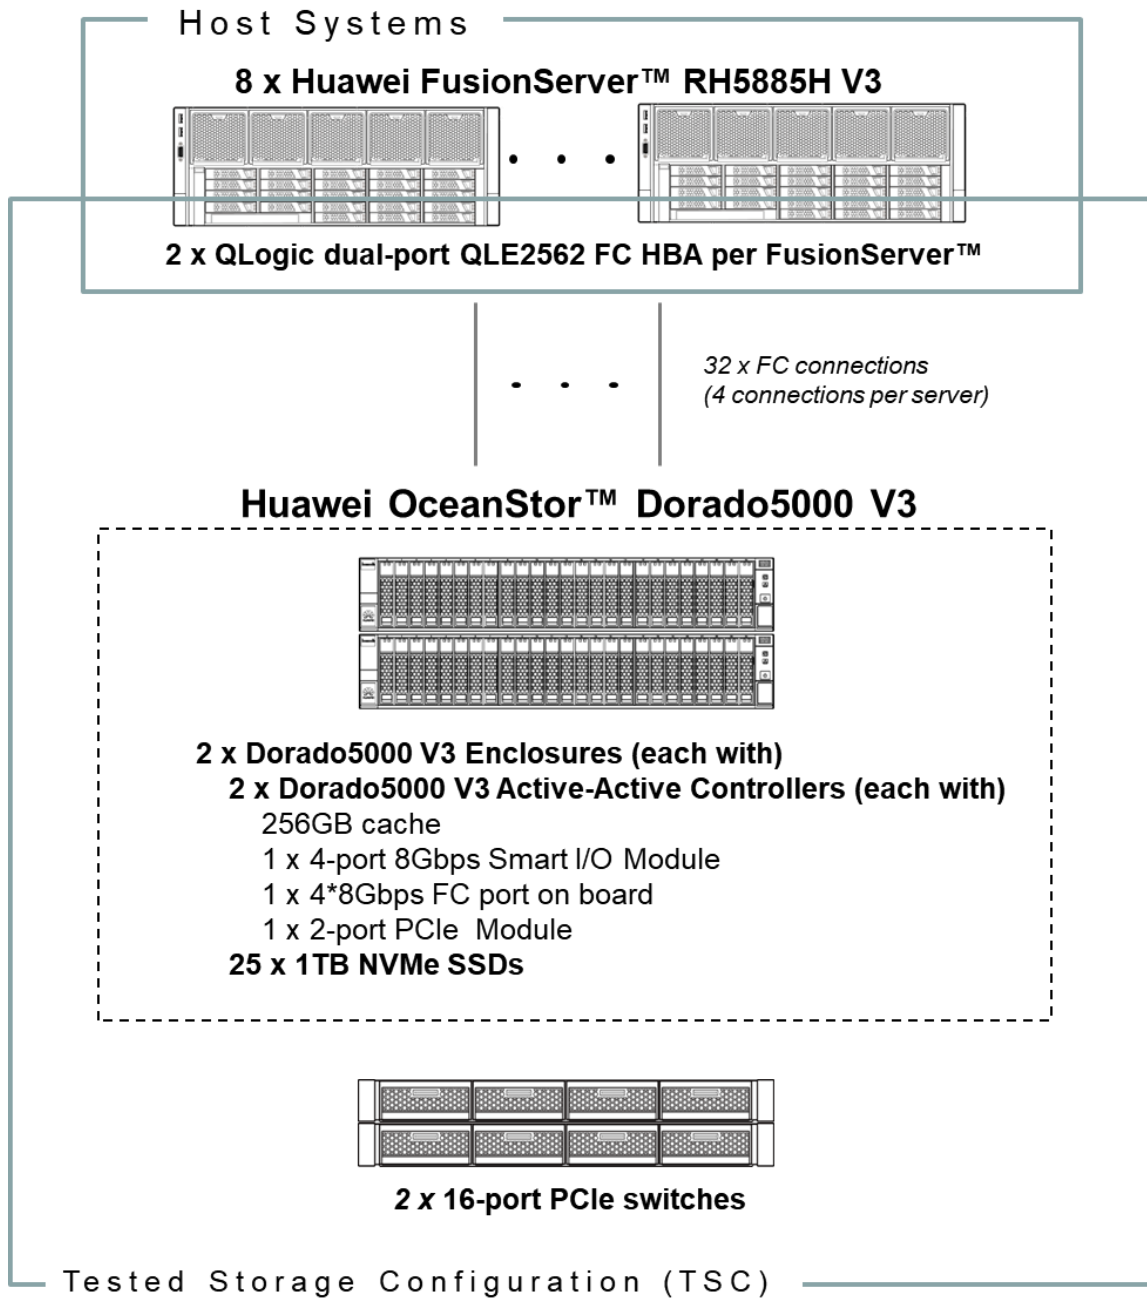 Host Systems
8 x Huawei FusionServer™ RH5885H V3
2 x QLogic dual-port QLE2562 FC HBA per FusionServer™
32 x FC connections
(4 connections per server)
Huawei OceanStor™ Dorado5000 V3
2 x Dorado5000 V3 Enclosures (each with)
2 x Dorado5000 V3 Active-Active Controllers (each with)
256GB cache
1 x 4-port 8Gbps Smart I/O Module
1 x 4*8Gbps FC port on board
1 x 2-port PCIe Module
25 x 1TB NVMe SSDs
2 x 16-port PCIe switches
Tested Storage Configuration (TSC)